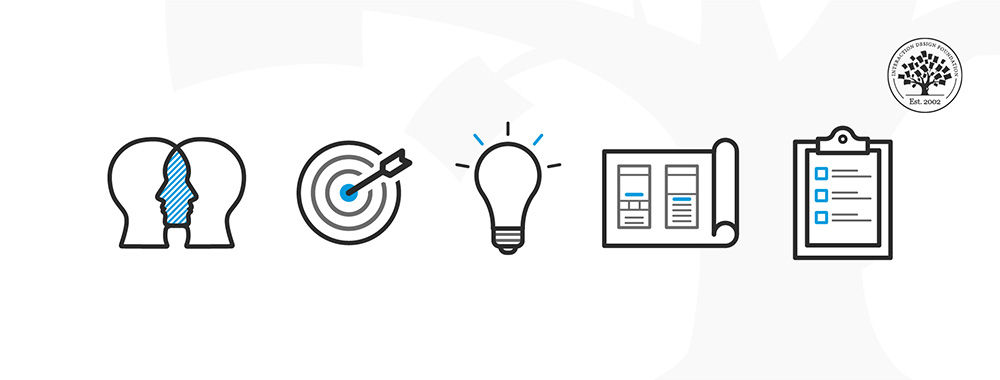 INTERACTION DESIGN FOUNDATION
Est. 2002